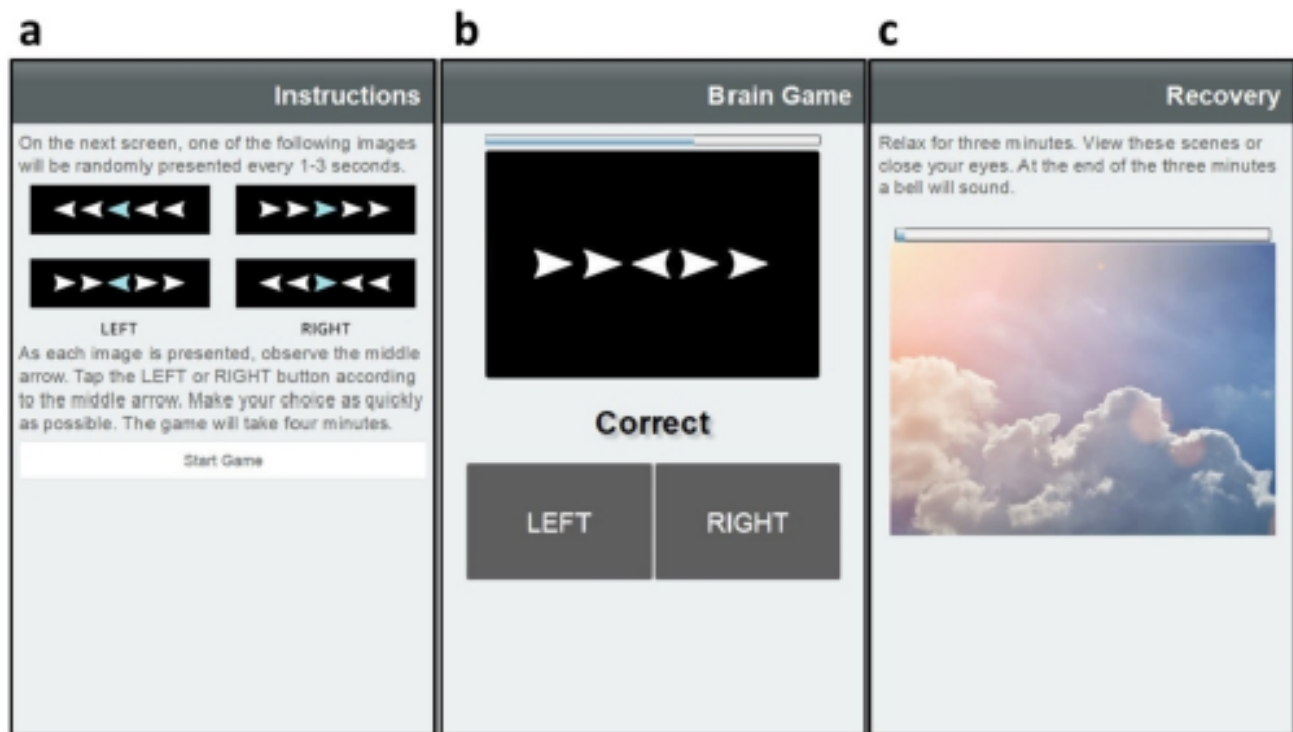 a
b
c
Instructions
On the next screen, one of the following images
will be randomly presented every 1-3 seconds.
LEFT
RIGHT
As each image is presented, observe the middle
arrow. Tap the LEFT or RIGHT button according
to the middle arrow. Make your choice as quickly
as possible. The game will take four minutes.
Start Game
Brain Game
Correct
LEFT
RIGHT
Recovery
Relax for three minutes. View these scenes or
close your eyes. At the end of the three minutes
a bell will sound.